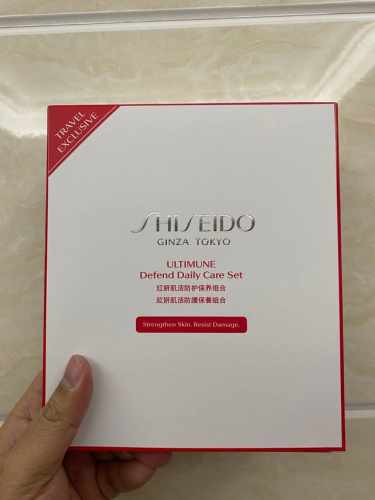 TRAVEL
EXCLUSIVE
SHISEIDO
GINZA TOKYO
ULTIMUNE
Defend Daily Care Set
红妍肌活防护保养组合
紅妍肌活防護保養組合
Strengthen Skin. Resist Damage.